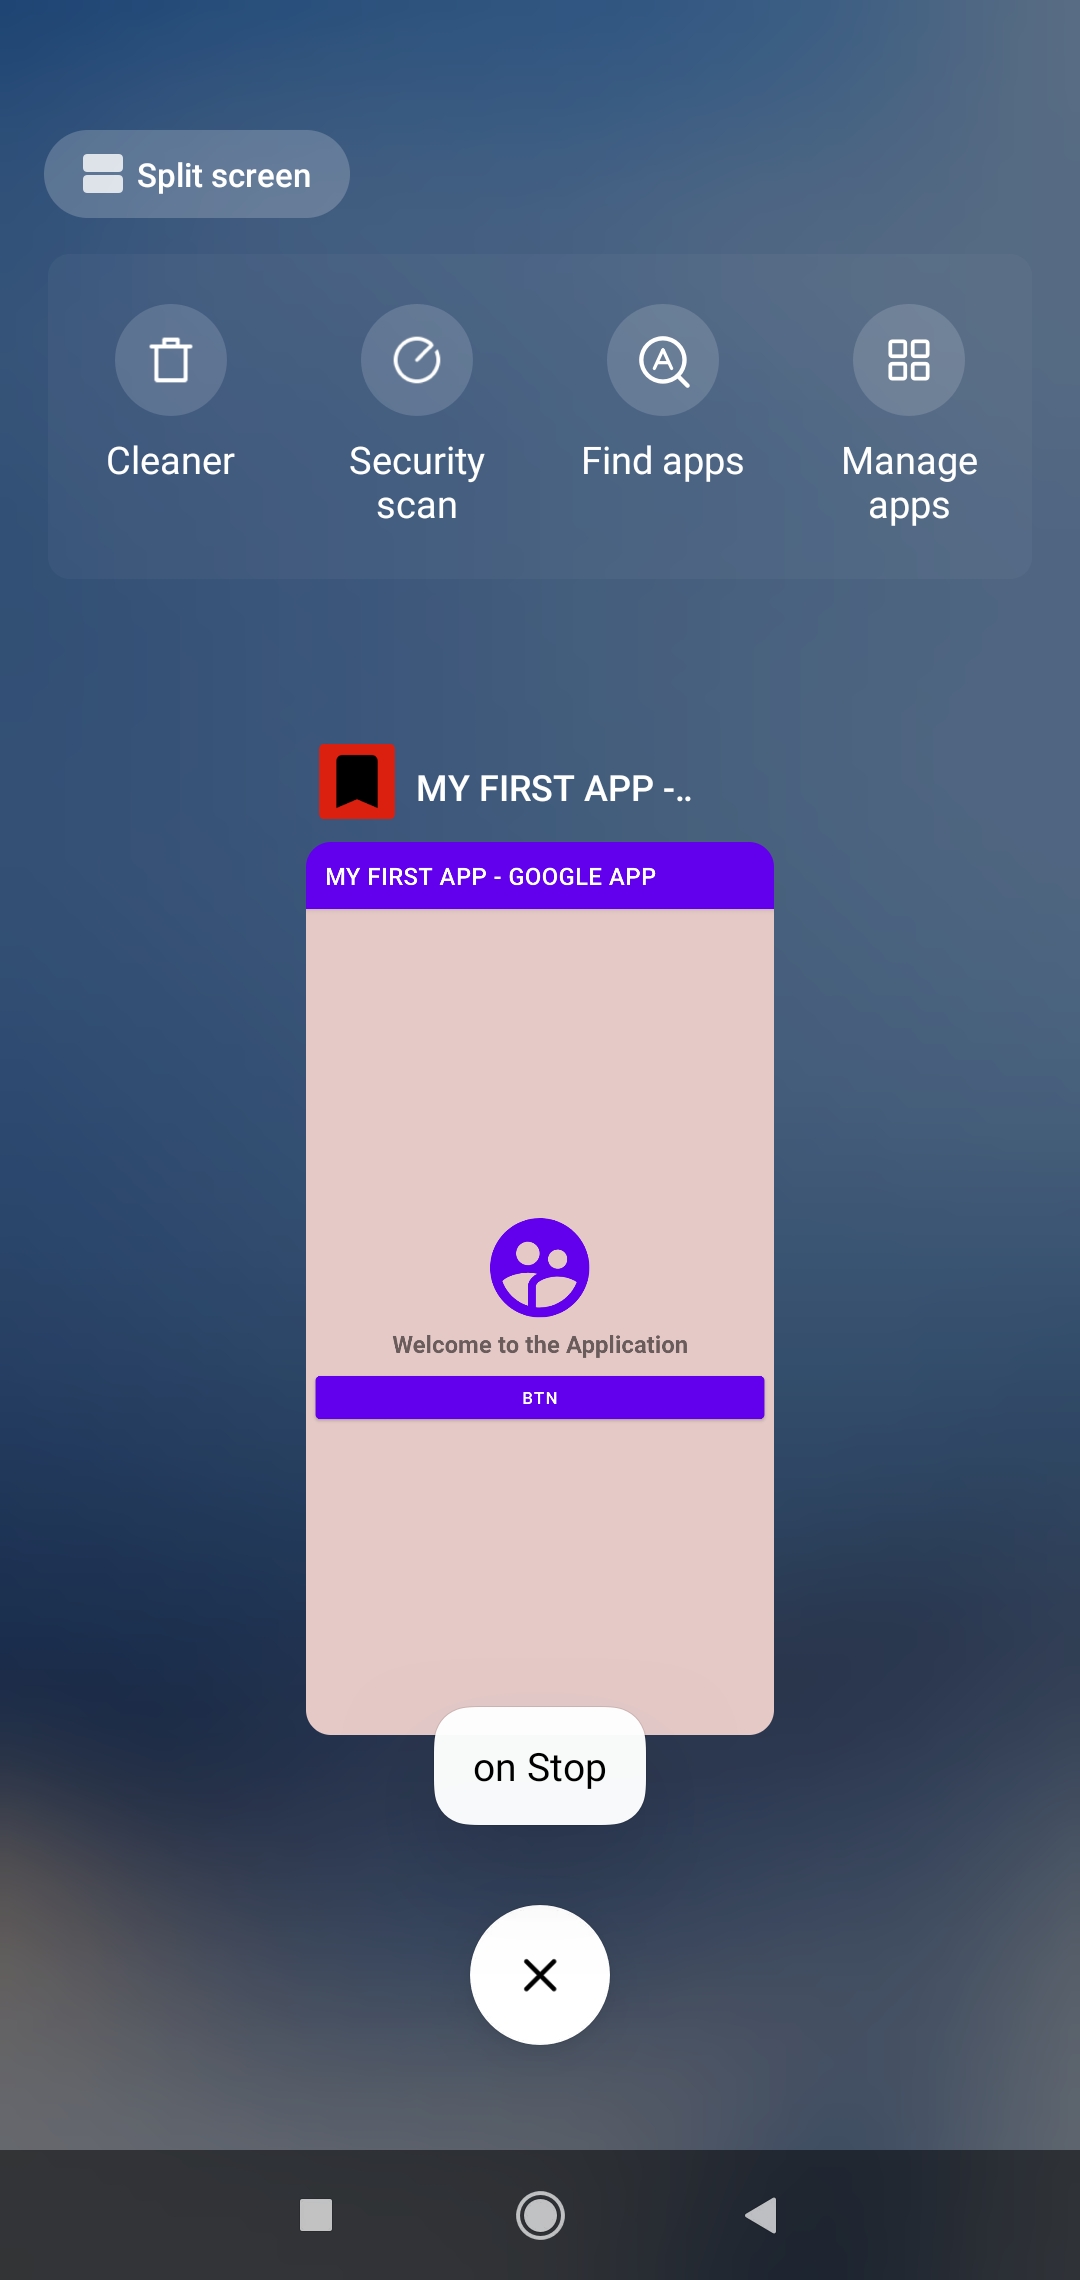 Split screen
Cleaner
Security
scan
Find apps
Manage
apps
MY FIRST APP -..
MY FIRST APP - GOOGLE APP
Welcome to the Application
BTN
on Stop